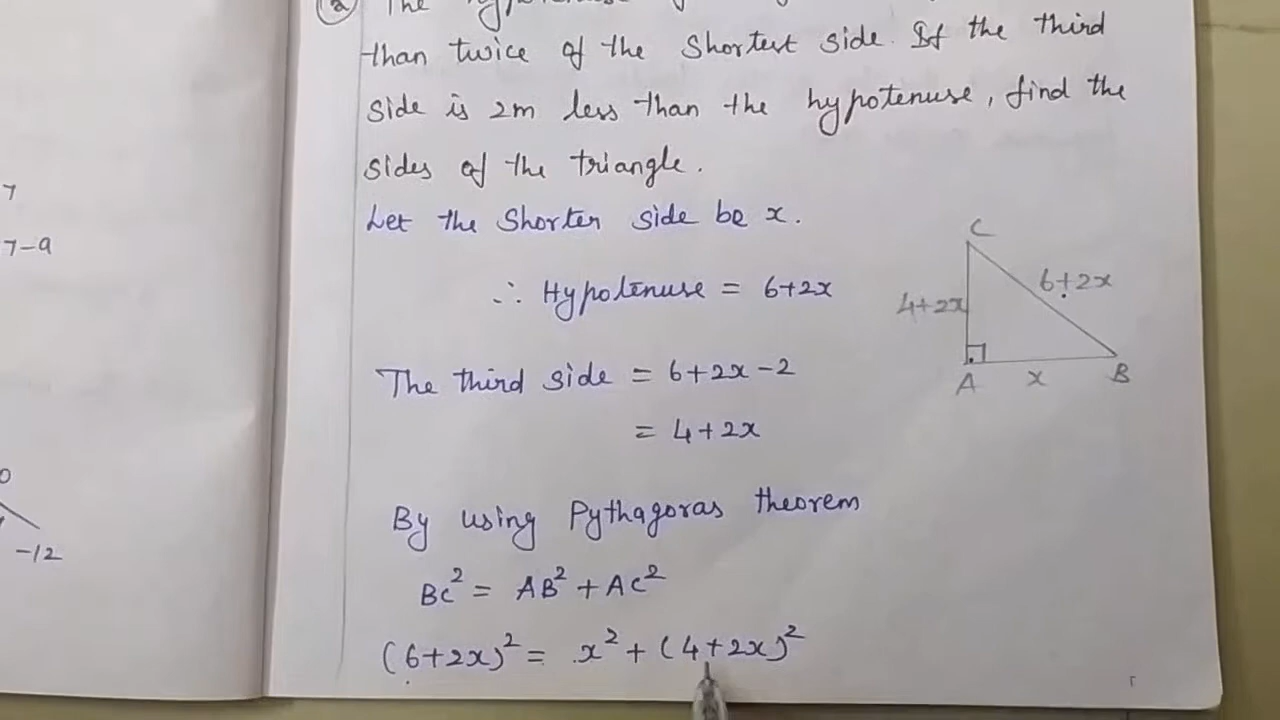 The
than twice of the Shortest side. If the third
side is 2m less than the hypotenuse, find the
sides of the triangle.
Let the Shorter side be x.
∴ Hypotenuse = 6+2x
The third side = 6+2x-2
= 4+2x
By using Pythagoras theorem
BC² = AB² + AC²
(6+2x)² = x² + (4+2x)²
C
6+2x
4+2x
A x B
7
7-9
0
-12